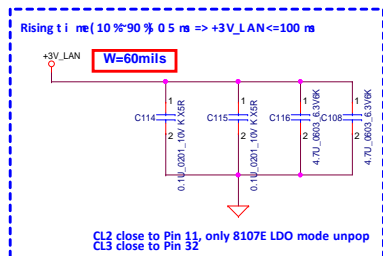 Rising ti me( 10 %~90 % 0.5 ms => +3V_LAN<=100 ms
+3V_LAN
W=60mils
1
1
1
1
C114
C115
C116
C108
2
2
2
2
0.1U_0201_10V K X5R
0.1U_0201_10V K X5R
4.7U_0603_6.3V6K
4.7U_0603_6.3V6K
CL2 close to Pin 11, only 8107E LDO mode unpop
CL3 close to Pin 32